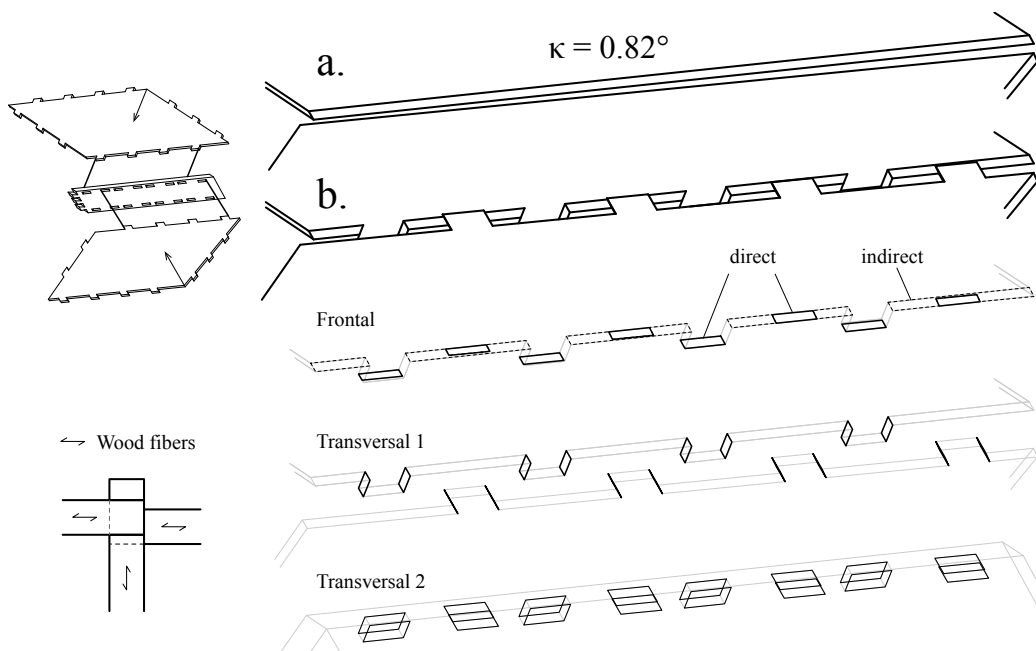 a.
κ = 0.82°
b.
direct
indirect
Frontal
Transversal 1
Wood fibers
Transversal 2